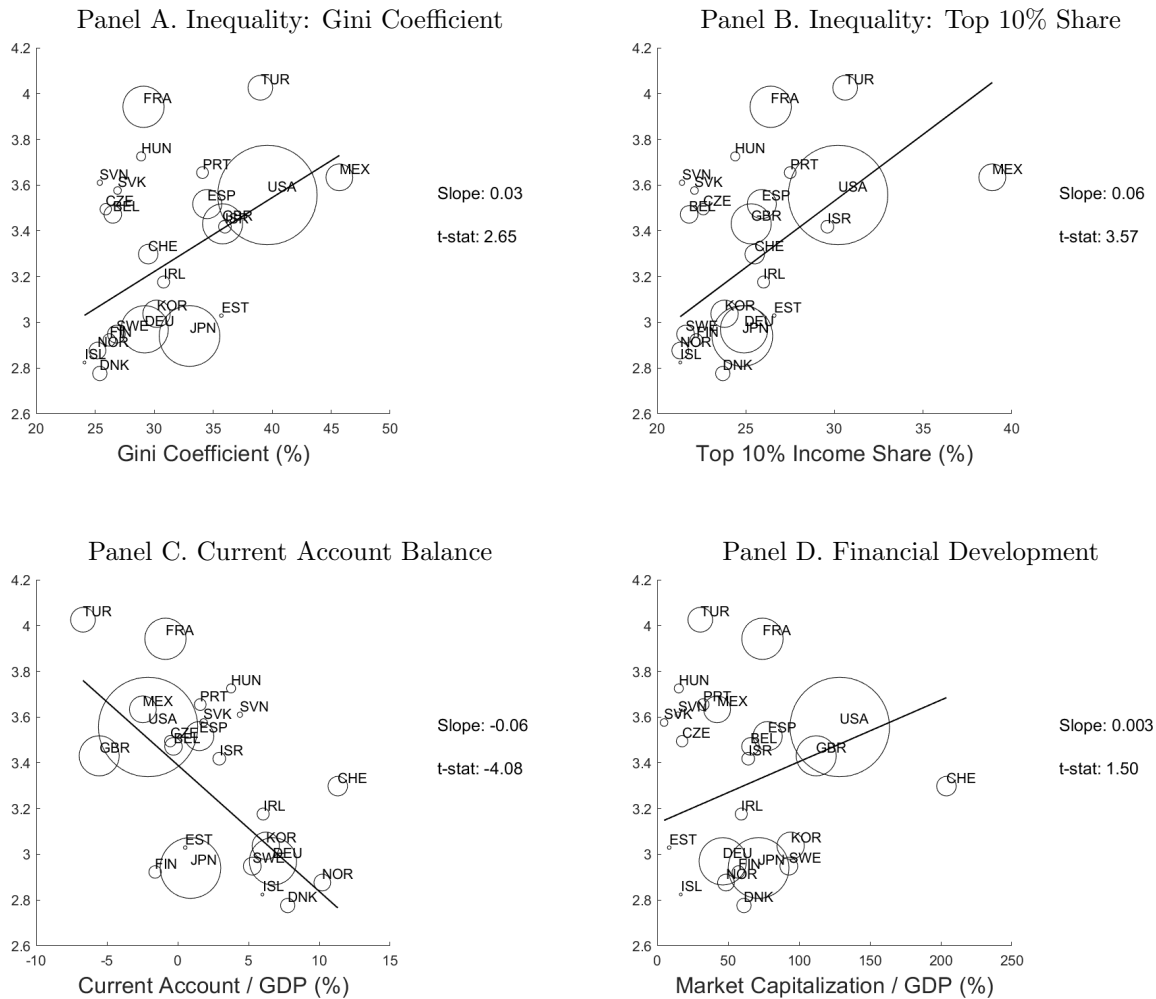 Panel A. Inequality: Gini Coefficient
4.2
4
3.8
3.6
3.4
3.2
3
2.8
2.6
20
25
30
35
40
45
50
TUR
FRA
HUN
PRT
MEX
SVN
SVK
USA
CZE
BEL
ESP
GBR
ISR
CHE
IRL
KOR
EST
SWE
DEU
JPN
FIN
NOR
ISL
DNK
Slope: 0.03
t-stat: 2.65
Gini Coefficient (%)
Panel B. Inequality: Top 10% Share
4.2
4
3.8
3.6
3.4
3.2
3
2.8
2.6
20
25
30
35
40
TUR
FRA
HUN
PRT
MEX
SVN
SVK
USA
CZE
BEL
ESP
GBR
ISR
CHE
IRL
KOR
EST
SWE
DEU
JPN
FIN
NOR
ISL
DNK
Slope: 0.06
t-stat: 3.57
Top 10% Income Share (%)
Panel C. Current Account Balance
4.2
4
3.8
3.6
3.4
3.2
3
2.8
2.6
-10
-5
0
5
10
15
TUR
FRA
HUN
PRT
MEX
SVN
SVK
USA
CZE
BEL
ESP
GBR
ISR
CHE
IRL
KOR
EST
SWE
DEU
JPN
FIN
NOR
ISL
DNK
Slope: -0.06
t-stat: -4.08
Current Account / GDP (%)
Panel D. Financial Development
4.2
4
3.8
3.6
3.4
3.2
3
2.8
2.6
0
50
100
150
200
250
TUR
FRA
HUN
PRT
MEX
SVN
SVK
USA
CZE
BEL
ESP
GBR
ISR
CHE
IRL
KOR
EST
SWE
DEU
JPN
FIN
NOR
ISL
DNK
Slope: 0.003
t-stat: 1.50
Market Capitalization / GDP (%)